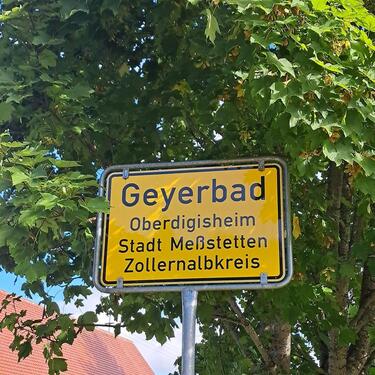 Geyerbad
Oberdigisheim
Stadt Meßstetten
Zollernalbkreis